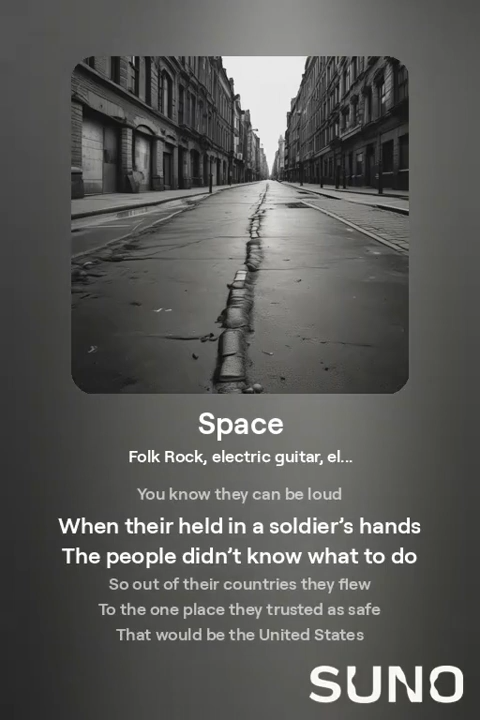 Space
Folk Rock, electric guitar, el...
You know they can be loud
When their held in a soldier's hands
The people didn't know what to do
So out of their countries they flew
To the one place they trusted as safe
That would be the United States
SUNO